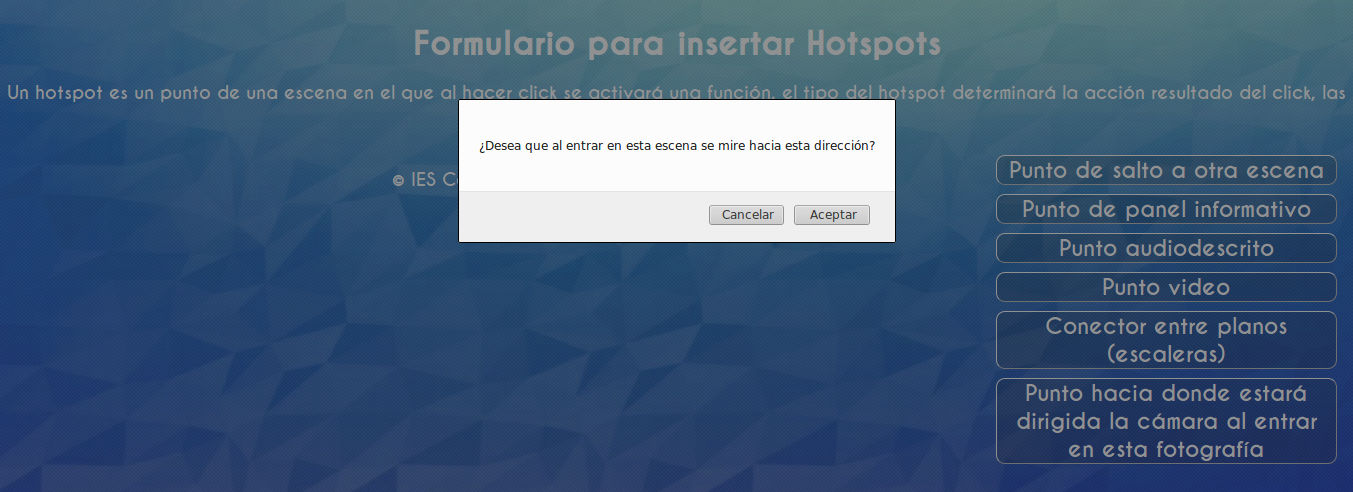 Formulario para insertar Hotspots
Un hotspot es un punto de una escena en el que al hacer click se activará una función, el tipo del hotspot determinará la acción resultado del click, las
¿Desea que al entrar en esta escena se mire hacia esta dirección?
Cancelar Aceptar
© IES
Punto de salto a otra escena
Punto de panel informativo
Punto audiodescrito
Punto video
Conector entre planos
(escaleras)
Punto hacia donde estará
dirigida la cámara al entrar
en esta fotografía